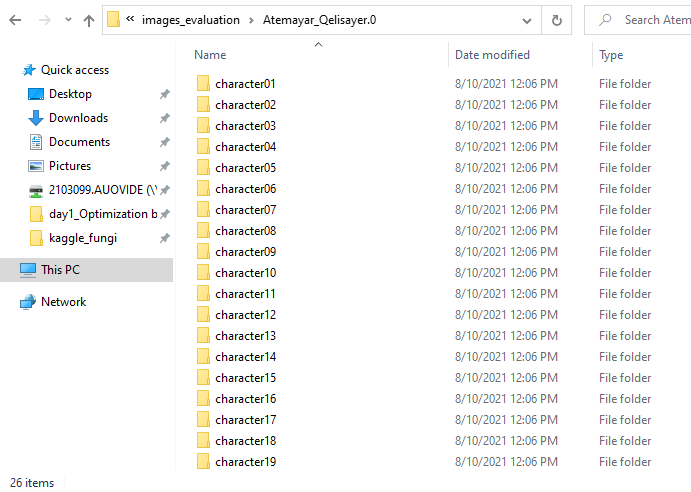 « images_evaluation > Atemayar_Qelisayer.0
Search Atem
Name Date modified Type
Quick access
Desktop
Downloads
Documents
Pictures
2103099.AUOVIDE (\\
day1_Optimization b
kaggle_fungi
This PC
Network
character01 8/10/2021 12:06 PM File folder
character02 8/10/2021 12:06 PM File folder
character03 8/10/2021 12:06 PM File folder
character04 8/10/2021 12:06 PM File folder
character05 8/10/2021 12:06 PM File folder
character06 8/10/2021 12:06 PM File folder
character07 8/10/2021 12:06 PM File folder
character08 8/10/2021 12:06 PM File folder
character09 8/10/2021 12:06 PM File folder
character10 8/10/2021 12:06 PM File folder
character11 8/10/2021 12:06 PM File folder
character12 8/10/2021 12:06 PM File folder
character13 8/10/2021 12:06 PM File folder
character14 8/10/2021 12:06 PM File folder
character15 8/10/2021 12:06 PM File folder
character16 8/10/2021 12:06 PM File folder
character17 8/10/2021 12:06 PM File folder
character18 8/10/2021 12:06 PM File folder
character19 8/10/2021 12:06 PM File folder
26 items